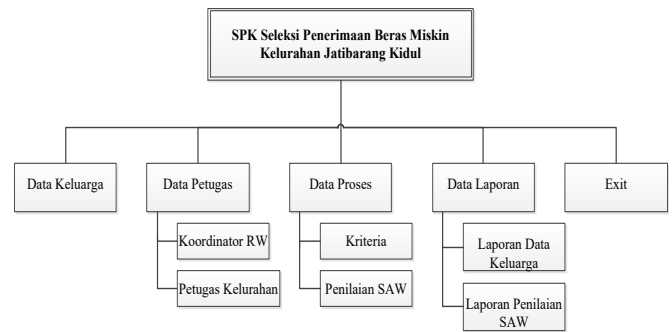 SPK Seleksi Penerimaan Beras Miskin
Kelurahan Jatibarang Kidul
Data Keluarga
Data Petugas
Data Proses
Data Laporan
Exit
Koordinator RW
Petugas Kelurahan
Kriteria
Penilaian SAW
Laporan Data
Keluarga
Laporan Penilaian
SAW